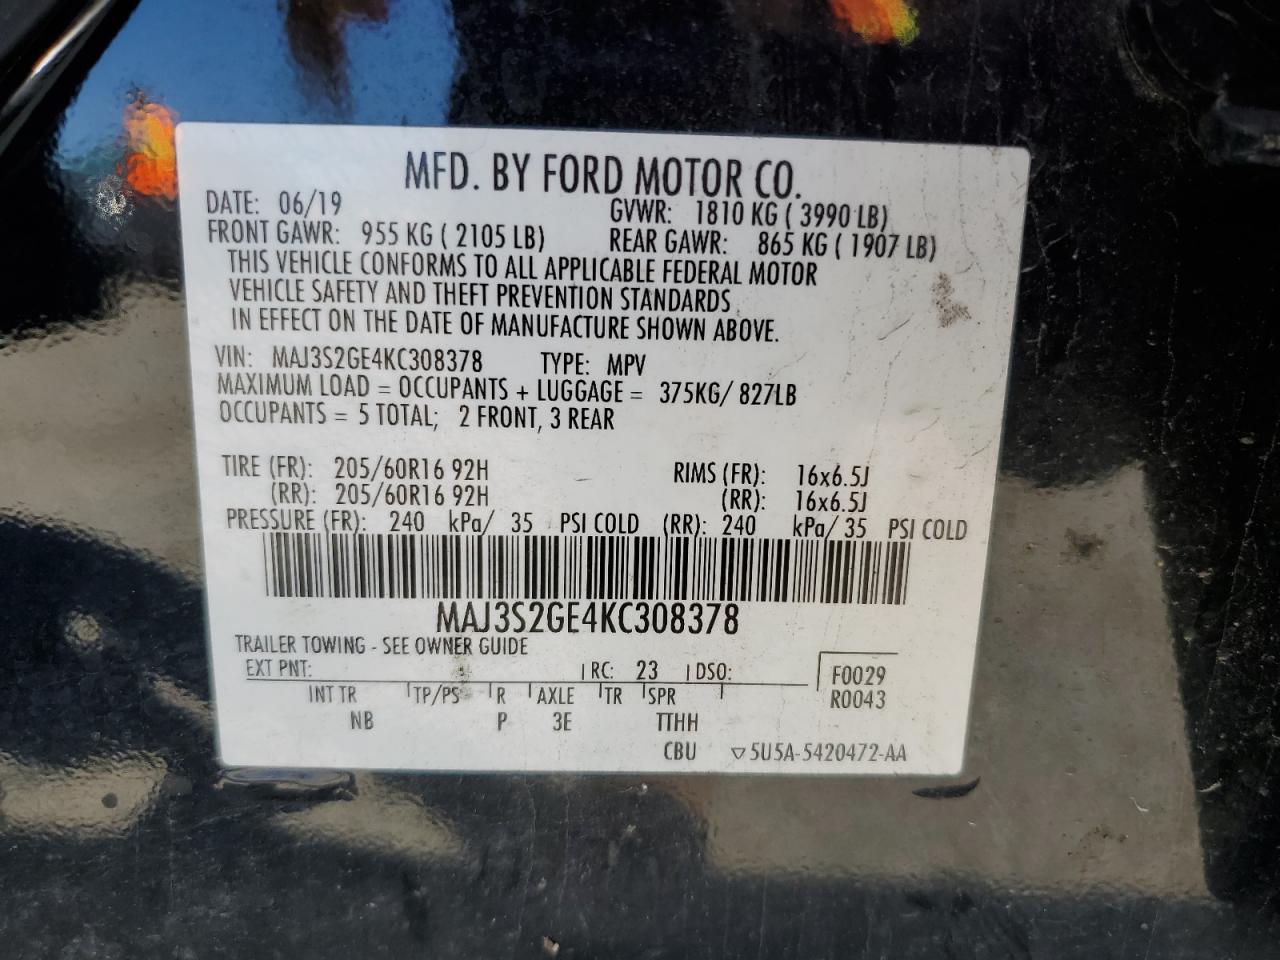 MFD. BY FORD MOTOR CO.
DATE: 06/19 GVWR: 1810 KG ( 3990 LB)
FRONT GAWR: 955 KG ( 2105 LB) REAR GAWR: 865 KG ( 1907 LB)
THIS VEHICLE CONFORMS TO ALL APPLICABLE FEDERAL MOTOR
VEHICLE SAFETY AND THEFT PREVENTION STANDARDS
IN EFFECT ON THE DATE OF MANUFACTURE SHOWN ABOVE.
VIN: MAJ3S2GE4KC308378 TYPE: MPV
MAXIMUM LOAD = OCCUPANTS + LUGGAGE = 375KG/ 827LB
OCCUPANTS = 5 TOTAL; 2 FRONT, 3 REAR
TIRE (FR): 205/60R16 92H RIMS (FR): 16x6.5J
(RR): 205/60R16 92H (RR): 16x6.5J
PRESSURE (FR): 240 kPa/ 35 PSI COLD (RR): 240 kPa/ 35 PSI COLD
MAJ3S2GE4KC308378
TRAILER TOWING - SEE OWNER GUIDE
EXT PNT: RC: 23 DSO: F0029
INT TR TP/PS R AXLE TR SPR R0043
NB P 3E TTHH
CBU ▽5U5A-5420472-AA